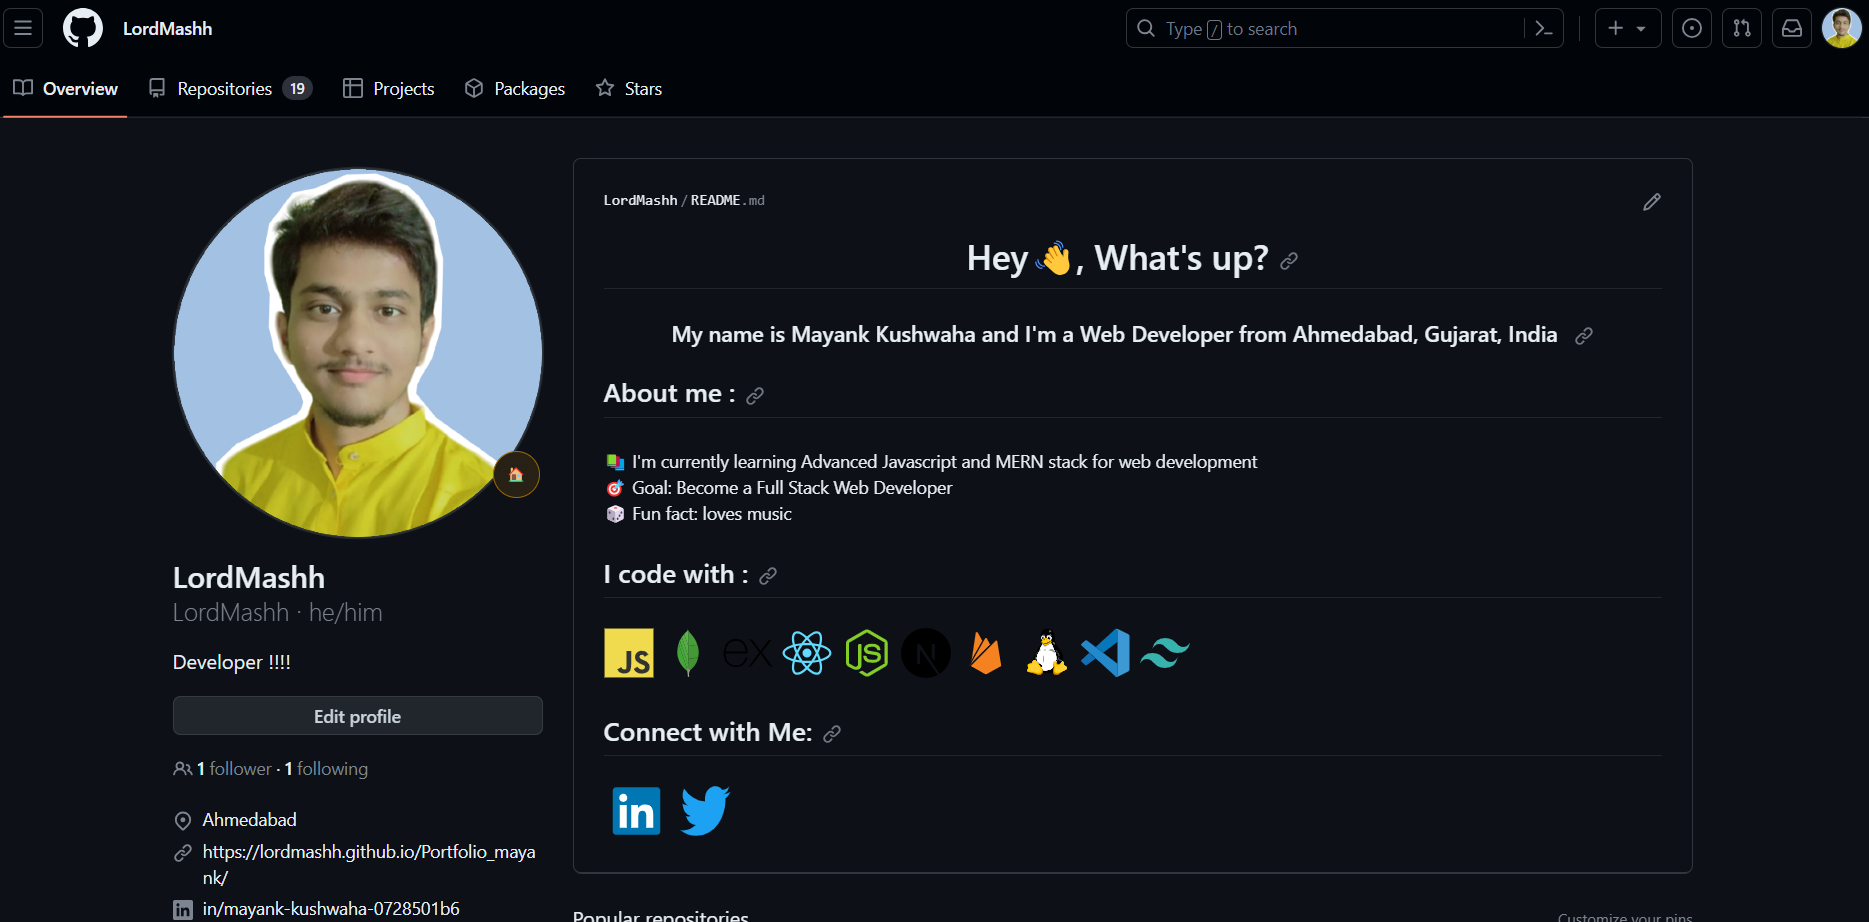 LordMashh
Type / to search
Overview
Repositories 19
Projects
Packages
Stars
LordMashh/README.md
Hey 👋, What's up?
My name is Mayank Kushwaha and I'm a Web Developer from Ahmedabad, Gujarat, India
About me :
I'm currently learning Advanced Javascript and MERN stack for web development
Goal: Become a Full Stack Web Developer
Fun fact: loves music
I code with :
JS
ex
JS
N
Connect with Me:
in
LordMashh
LordMashh · he/him
Developer !!!!
Edit profile
1 follower · 1 following
Ahmedabad
https://lordmashh.github.io/Portfolio_maya
nk/
in/mayank-kushwaha-0728501b6
Popular repositories
Customize your pins